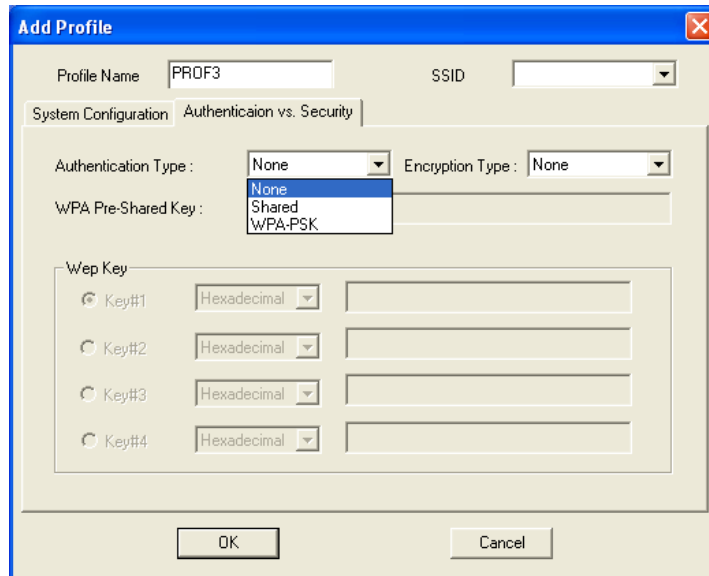 Add Profile
Profile Name PROF3 SSID
System Configuration Authenticaion vs. Security
Authentication Type : None Encryption Type : None
None
Shared
WPA-PSK
WPA Pre-Shared Key :
Wep Key
Key#1 Hexadecimal
Key#2 Hexadecimal
Key#3 Hexadecimal
Key#4 Hexadecimal
OK Cancel